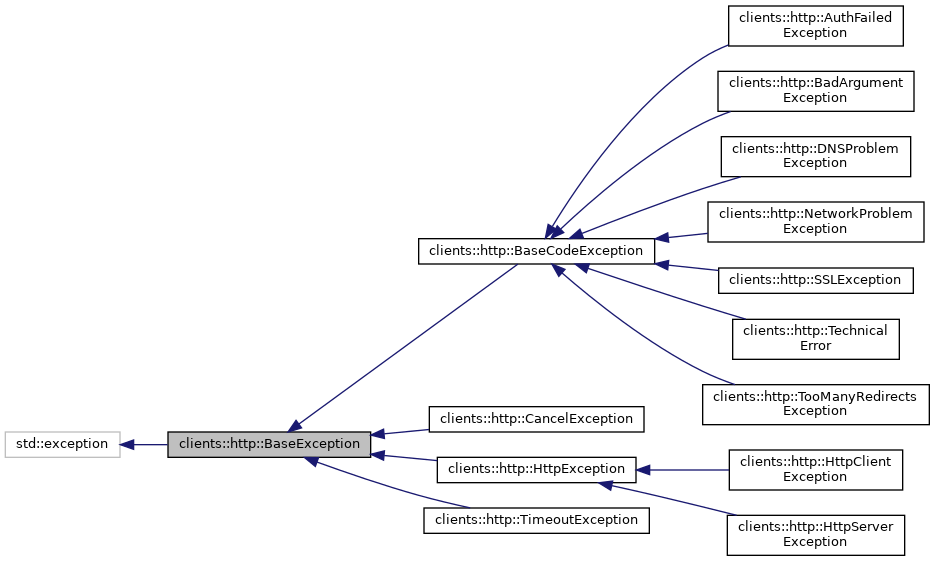 clients::http::AuthFailed
Exception
clients::http::BadArgument
Exception
clients::http::DNSProblem
Exception
clients::http::NetworkProblem
Exception
clients::http::BaseCodeException
clients::http::SSLException
clients::http::Technical
Error
clients::http::TooManyRedirects
Exception
clients::http::CancelException
std::exception
clients::http::BaseException
clients::http::HttpException
clients::http::HttpClient
Exception
clients::http::TimeoutException
clients::http::HttpServer
Exception